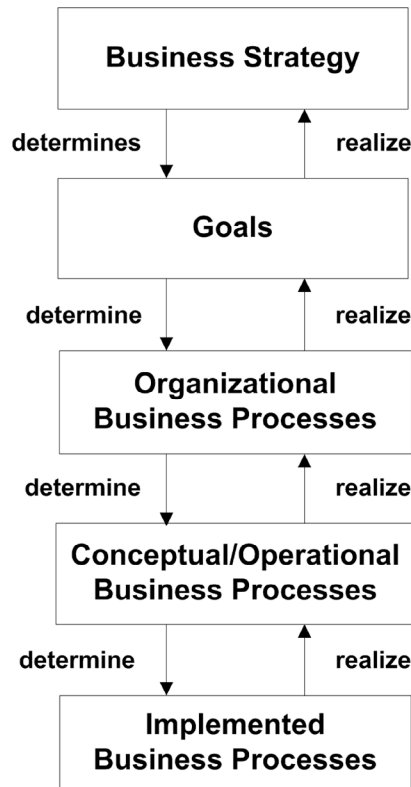 Business Strategy
determines realize
Goals
determine realize
Organizational
Business Processes
determine realize
Conceptual/Operational
Business Processes
determine realize
Implemented
Business Processes